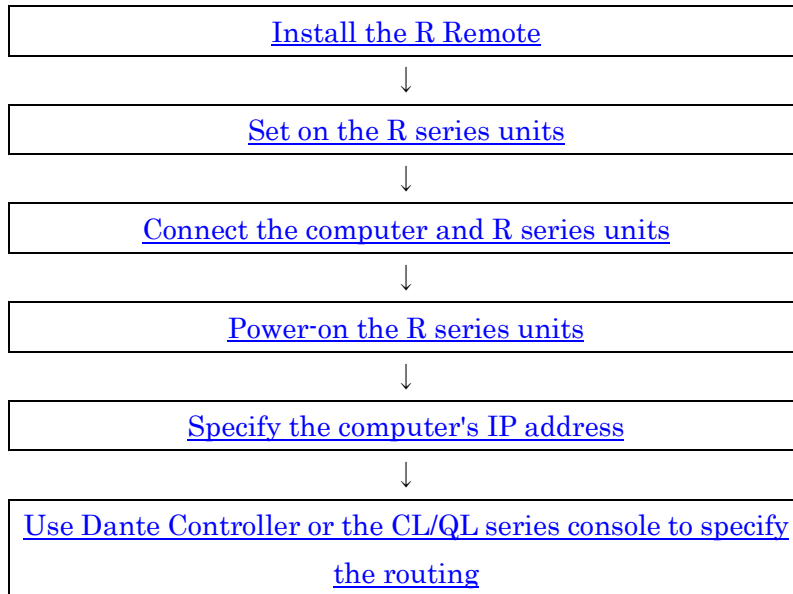 Install the R Remote
↓
Set on the R series units
↓
Connect the computer and R series units
↓
Power-on the R series units
↓
Specify the computer's IP address
↓
Use Dante Controller or the CL/QL series console to specify
the routing